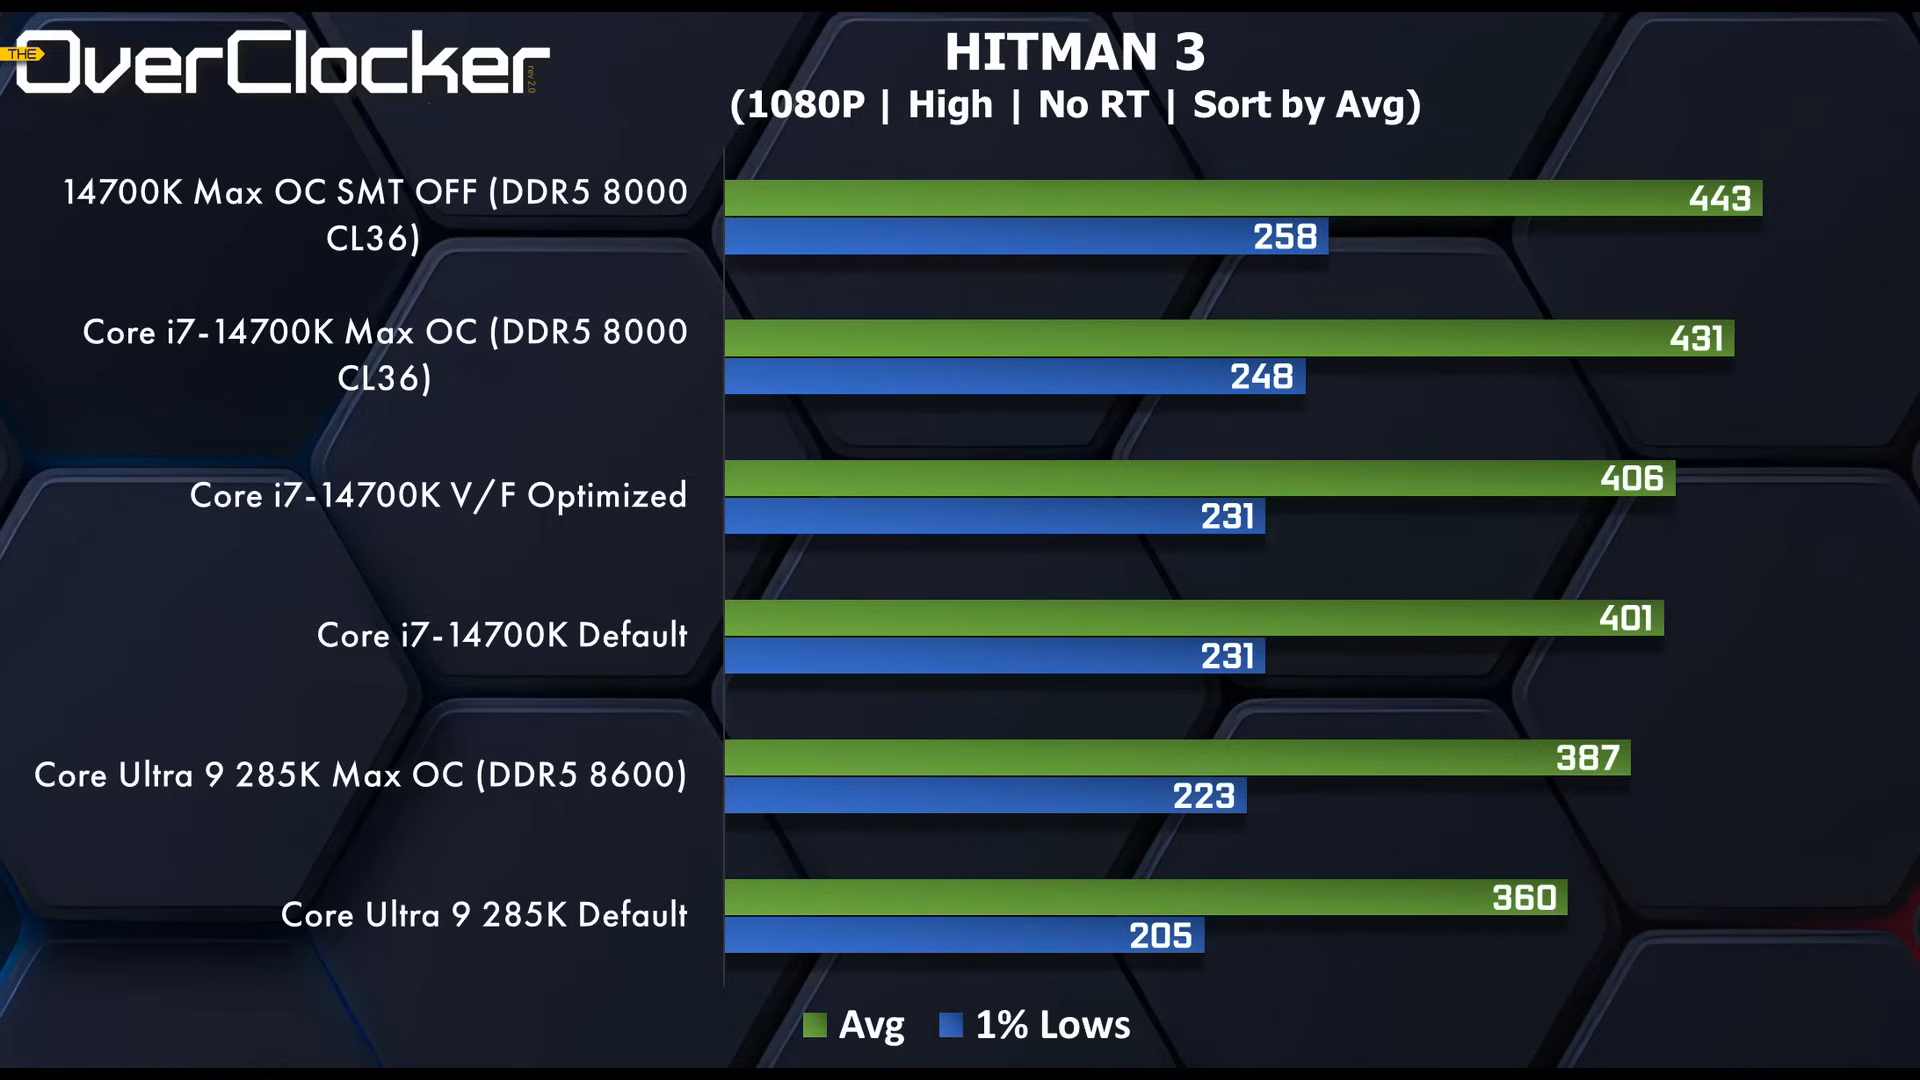 THE
OverClocker
rev 2.0
HITMAN 3
(1080P | High | No RT | Sort by Avg)
14700K Max OC SMT OFF (DDR5 8000
CL36)
443
258
Core i7-14700K Max OC (DDR5 8000
CL36)
431
248
Core i7-14700K V/F Optimized
406
231
Core i7-14700K Default
401
231
Core Ultra 9 285K Max OC (DDR5 8600)
387
223
Core Ultra 9 285K Default
360
205
Avg
1% Lows